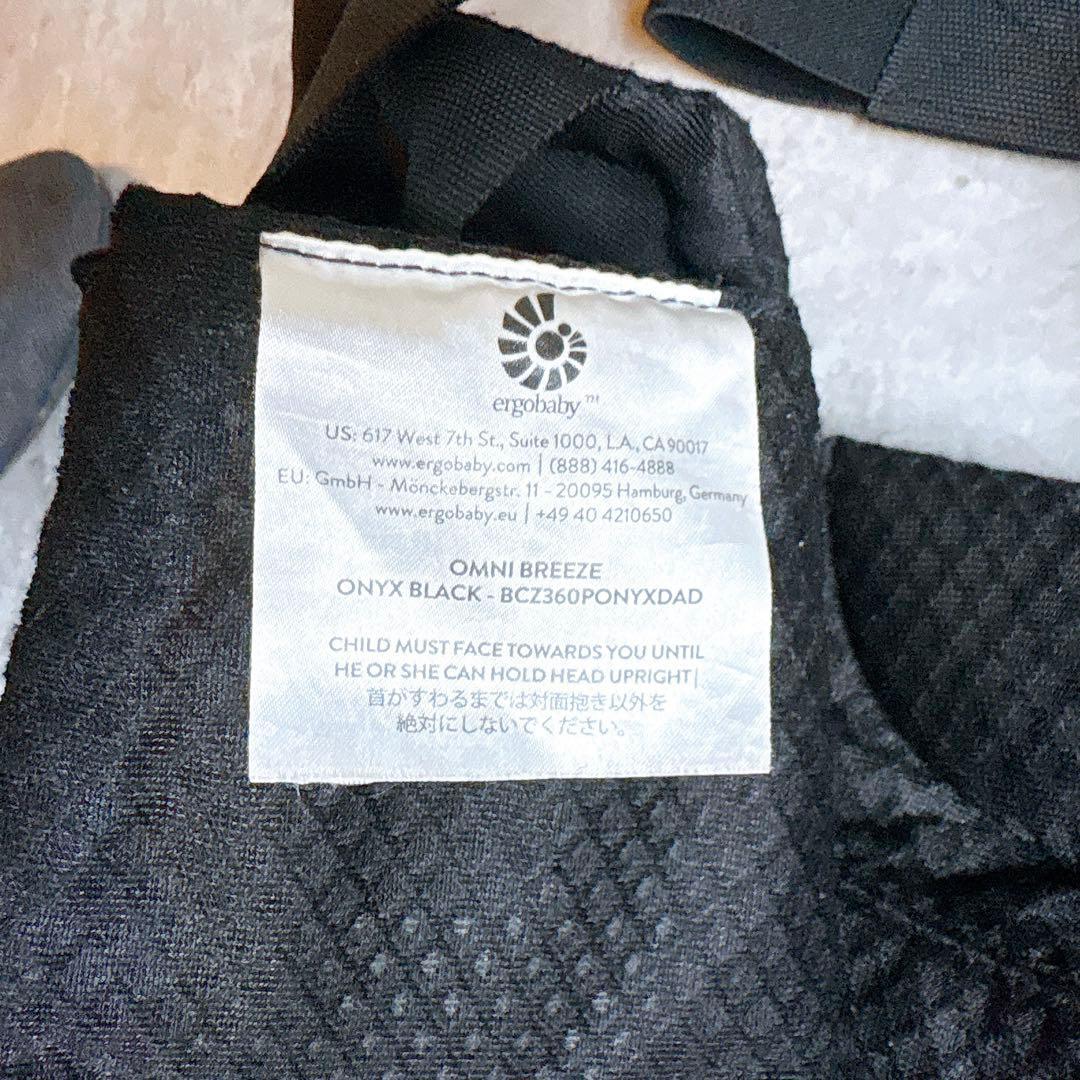 ergobaby™
US: 617 West 7th St., Suite 1000, L.A., CA 90017
www.ergobaby.com | (888) 416-4888
EU: GmbH - Mönckebergstr. 11 - 20095 Hamburg, Germany
www.ergobaby.eu | +49 40 4210650
OMNI BREEZE
ONYX BLACK - BCZ360PONYXDAD
CHILD MUST FACE TOWARDS YOU UNTIL
HE OR SHE CAN HOLD HEAD UPRIGHT|
首がすわるまでは対面抱き以外を
絶対にしないでください。